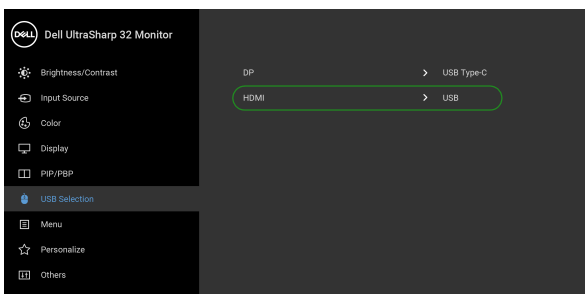 DELL Dell UltraSharp 32 Monitor
Brightness/Contrast
Input Source
Color
Display
PIP/PBP
USB Selection
Menu
Personalize
Others
DP > USB Type-C
HDMI > USB